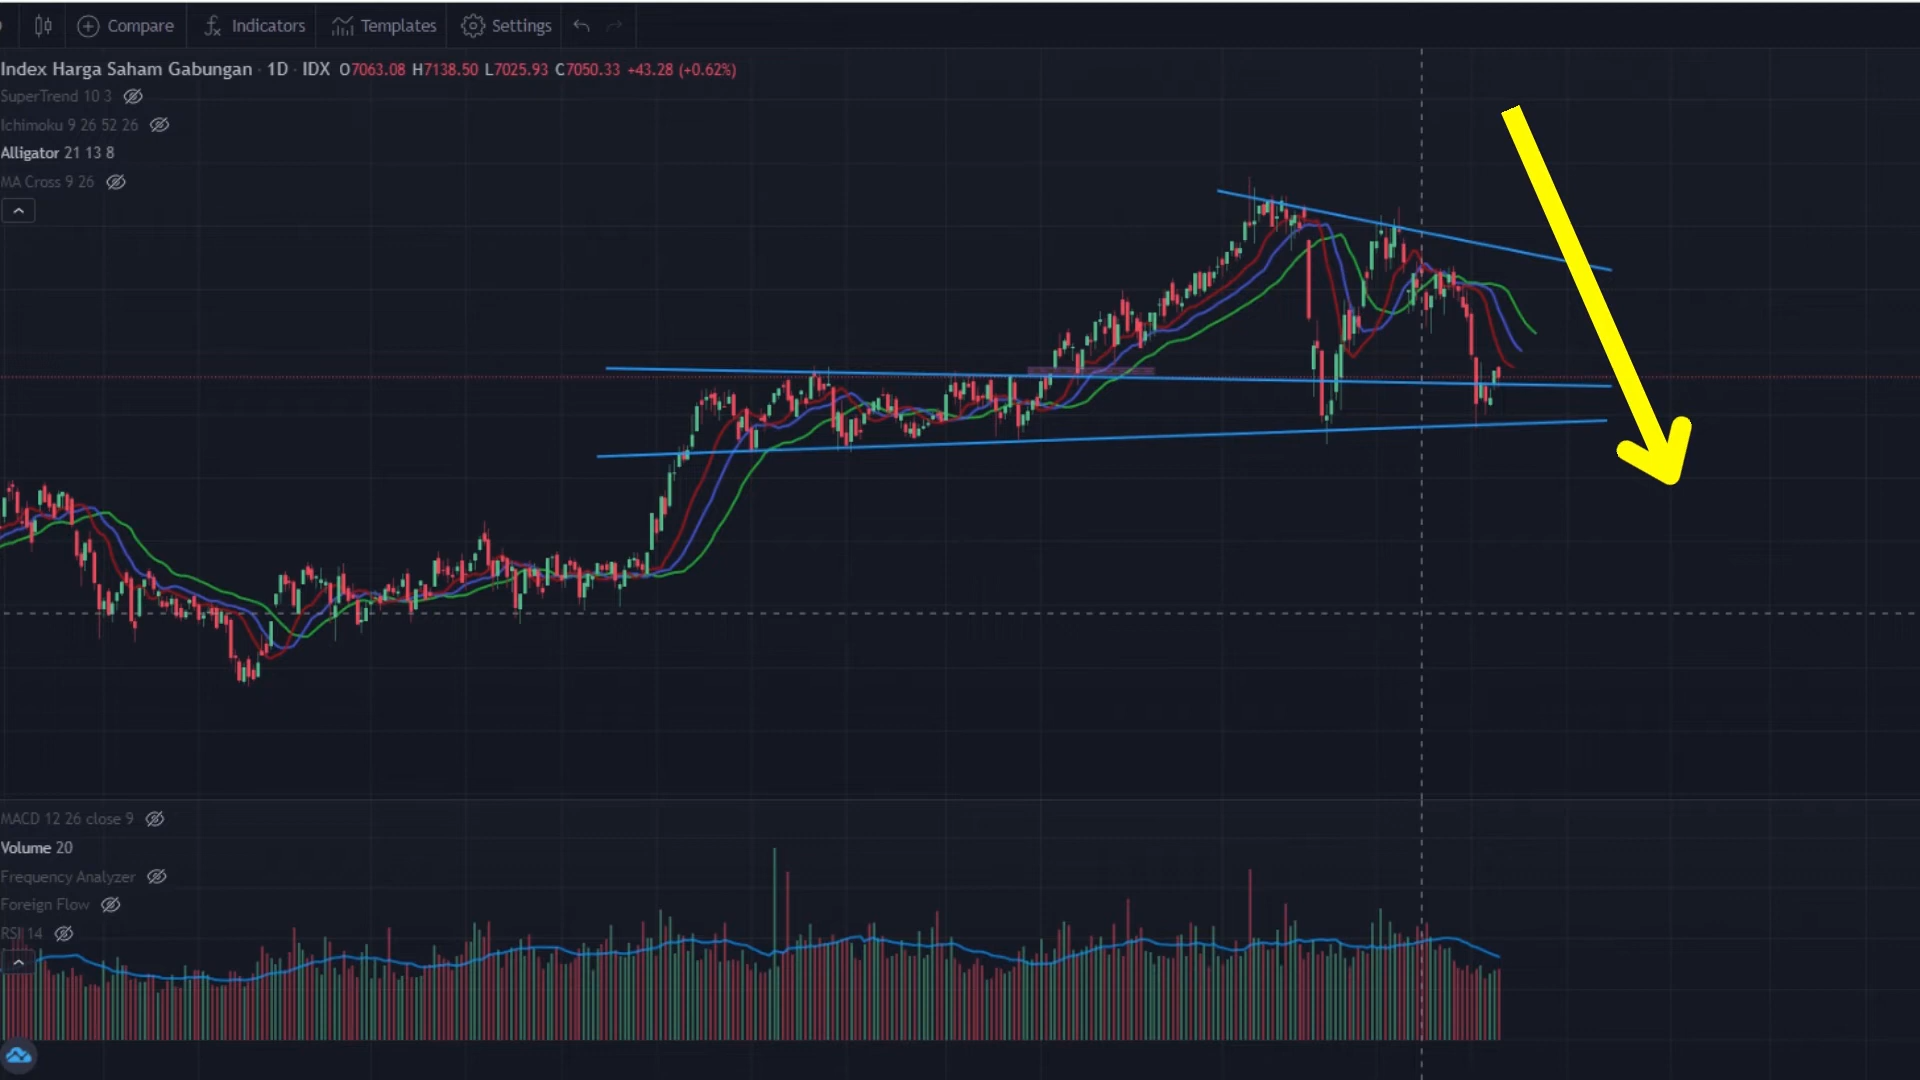 Compare Indicators Templates Settings
Index Harga Saham Gabungan · 1D · IDX O7063.08 H7138.50 L7025.93 C7050.33 +43.28 (+0.62%)
SuperTrend 10 3
Ichimoku 9 26 52 26
Alligator 21 13 8
MA Cross 9 26
MACD 12 26 close 9
Volume 20
Frequency Analyzer
Foreign Flow
RSI 14